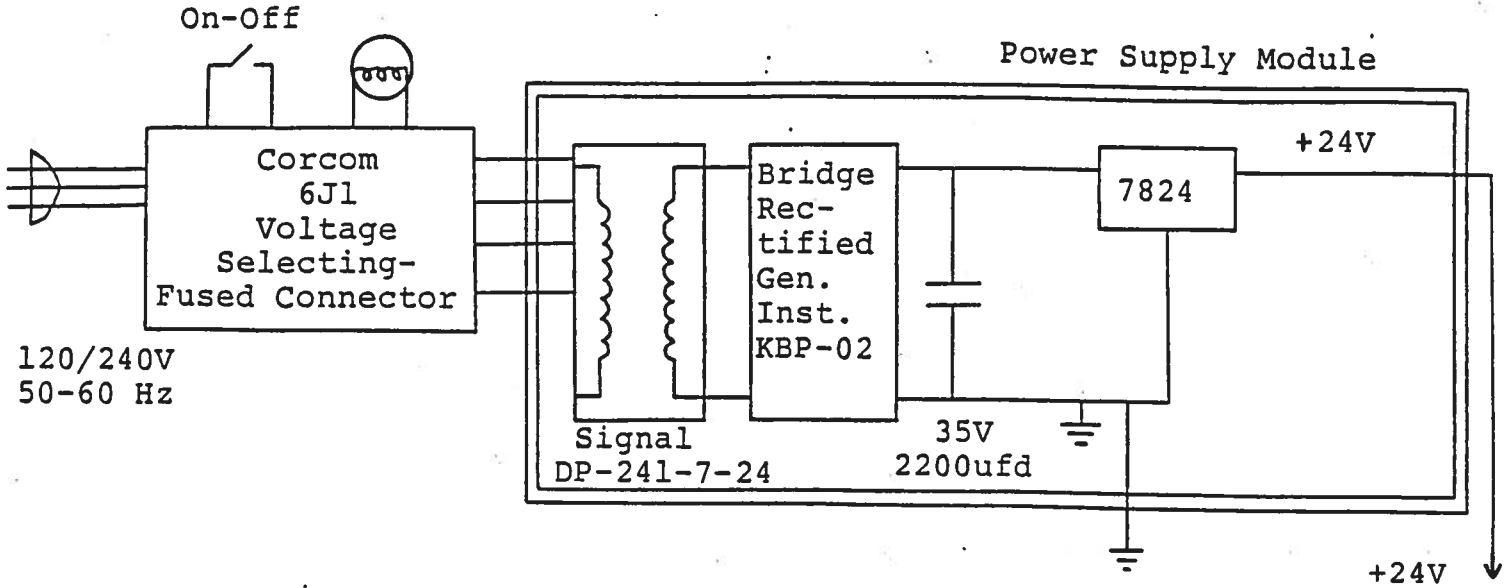 On-Off
Power Supply Module
Corcom
6J1
Voltage
Selecting-
Fused Connector
120/240V
50-60 Hz
Bridge
Rec-
tified
Gen.
Inst.
KBP-02
7824
+24V
Signal
DP-241-7-24
35V
2200ufd
+24V